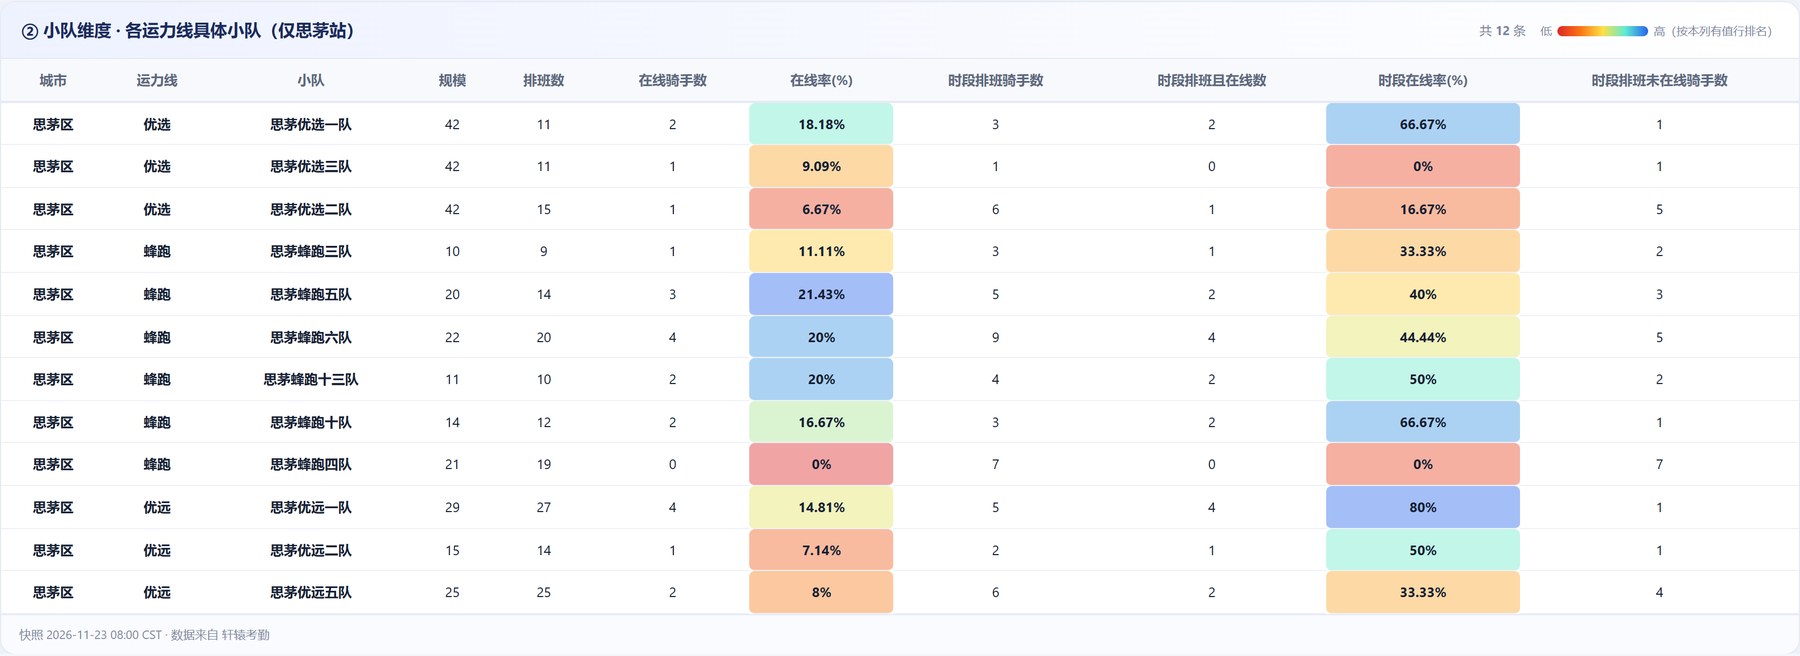 ② 小队维度 · 各运力线具体小队（仅思茅站）
共 12 条 低 高 (按本列有值行排名)
城市 运力线 小队 规模 排班数 在线骑手数 在线率(%) 时段排班骑手数 时段排班且在线数 时段在线率(%) 时段排班未在线骑手数
思茅区 优选 思茅优选一队 42 11 2 18.18% 3 2 66.67% 1
思茅区 优选 思茅优选三队 42 11 1 9.09% 1 0 0% 1
思茅区 优选 思茅优选二队 42 15 1 6.67% 6 1 16.67% 5
思茅区 蜂跑 思茅蜂跑三队 10 9 1 11.11% 3 1 33.33% 2
思茅区 蜂跑 思茅蜂跑五队 20 14 3 21.43% 5 2 40% 3
思茅区 蜂跑 思茅蜂跑六队 22 20 4 20% 9 4 44.44% 5
思茅区 蜂跑 思茅蜂跑十三队 11 10 2 20% 4 2 50% 2
思茅区 蜂跑 思茅蜂跑十队 14 12 2 16.67% 3 2 66.67% 1
思茅区 蜂跑 思茅蜂跑四队 21 19 0 0% 7 0 0% 7
思茅区 优远 思茅优远一队 29 27 4 14.81% 5 4 80% 1
思茅区 优远 思茅优远二队 15 14 1 7.14% 2 1 50% 1
思茅区 优远 思茅优远五队 25 25 2 8% 6 2 33.33% 4
快照 2026-11-23 08:00 CST · 数据来自 轩辕考勤